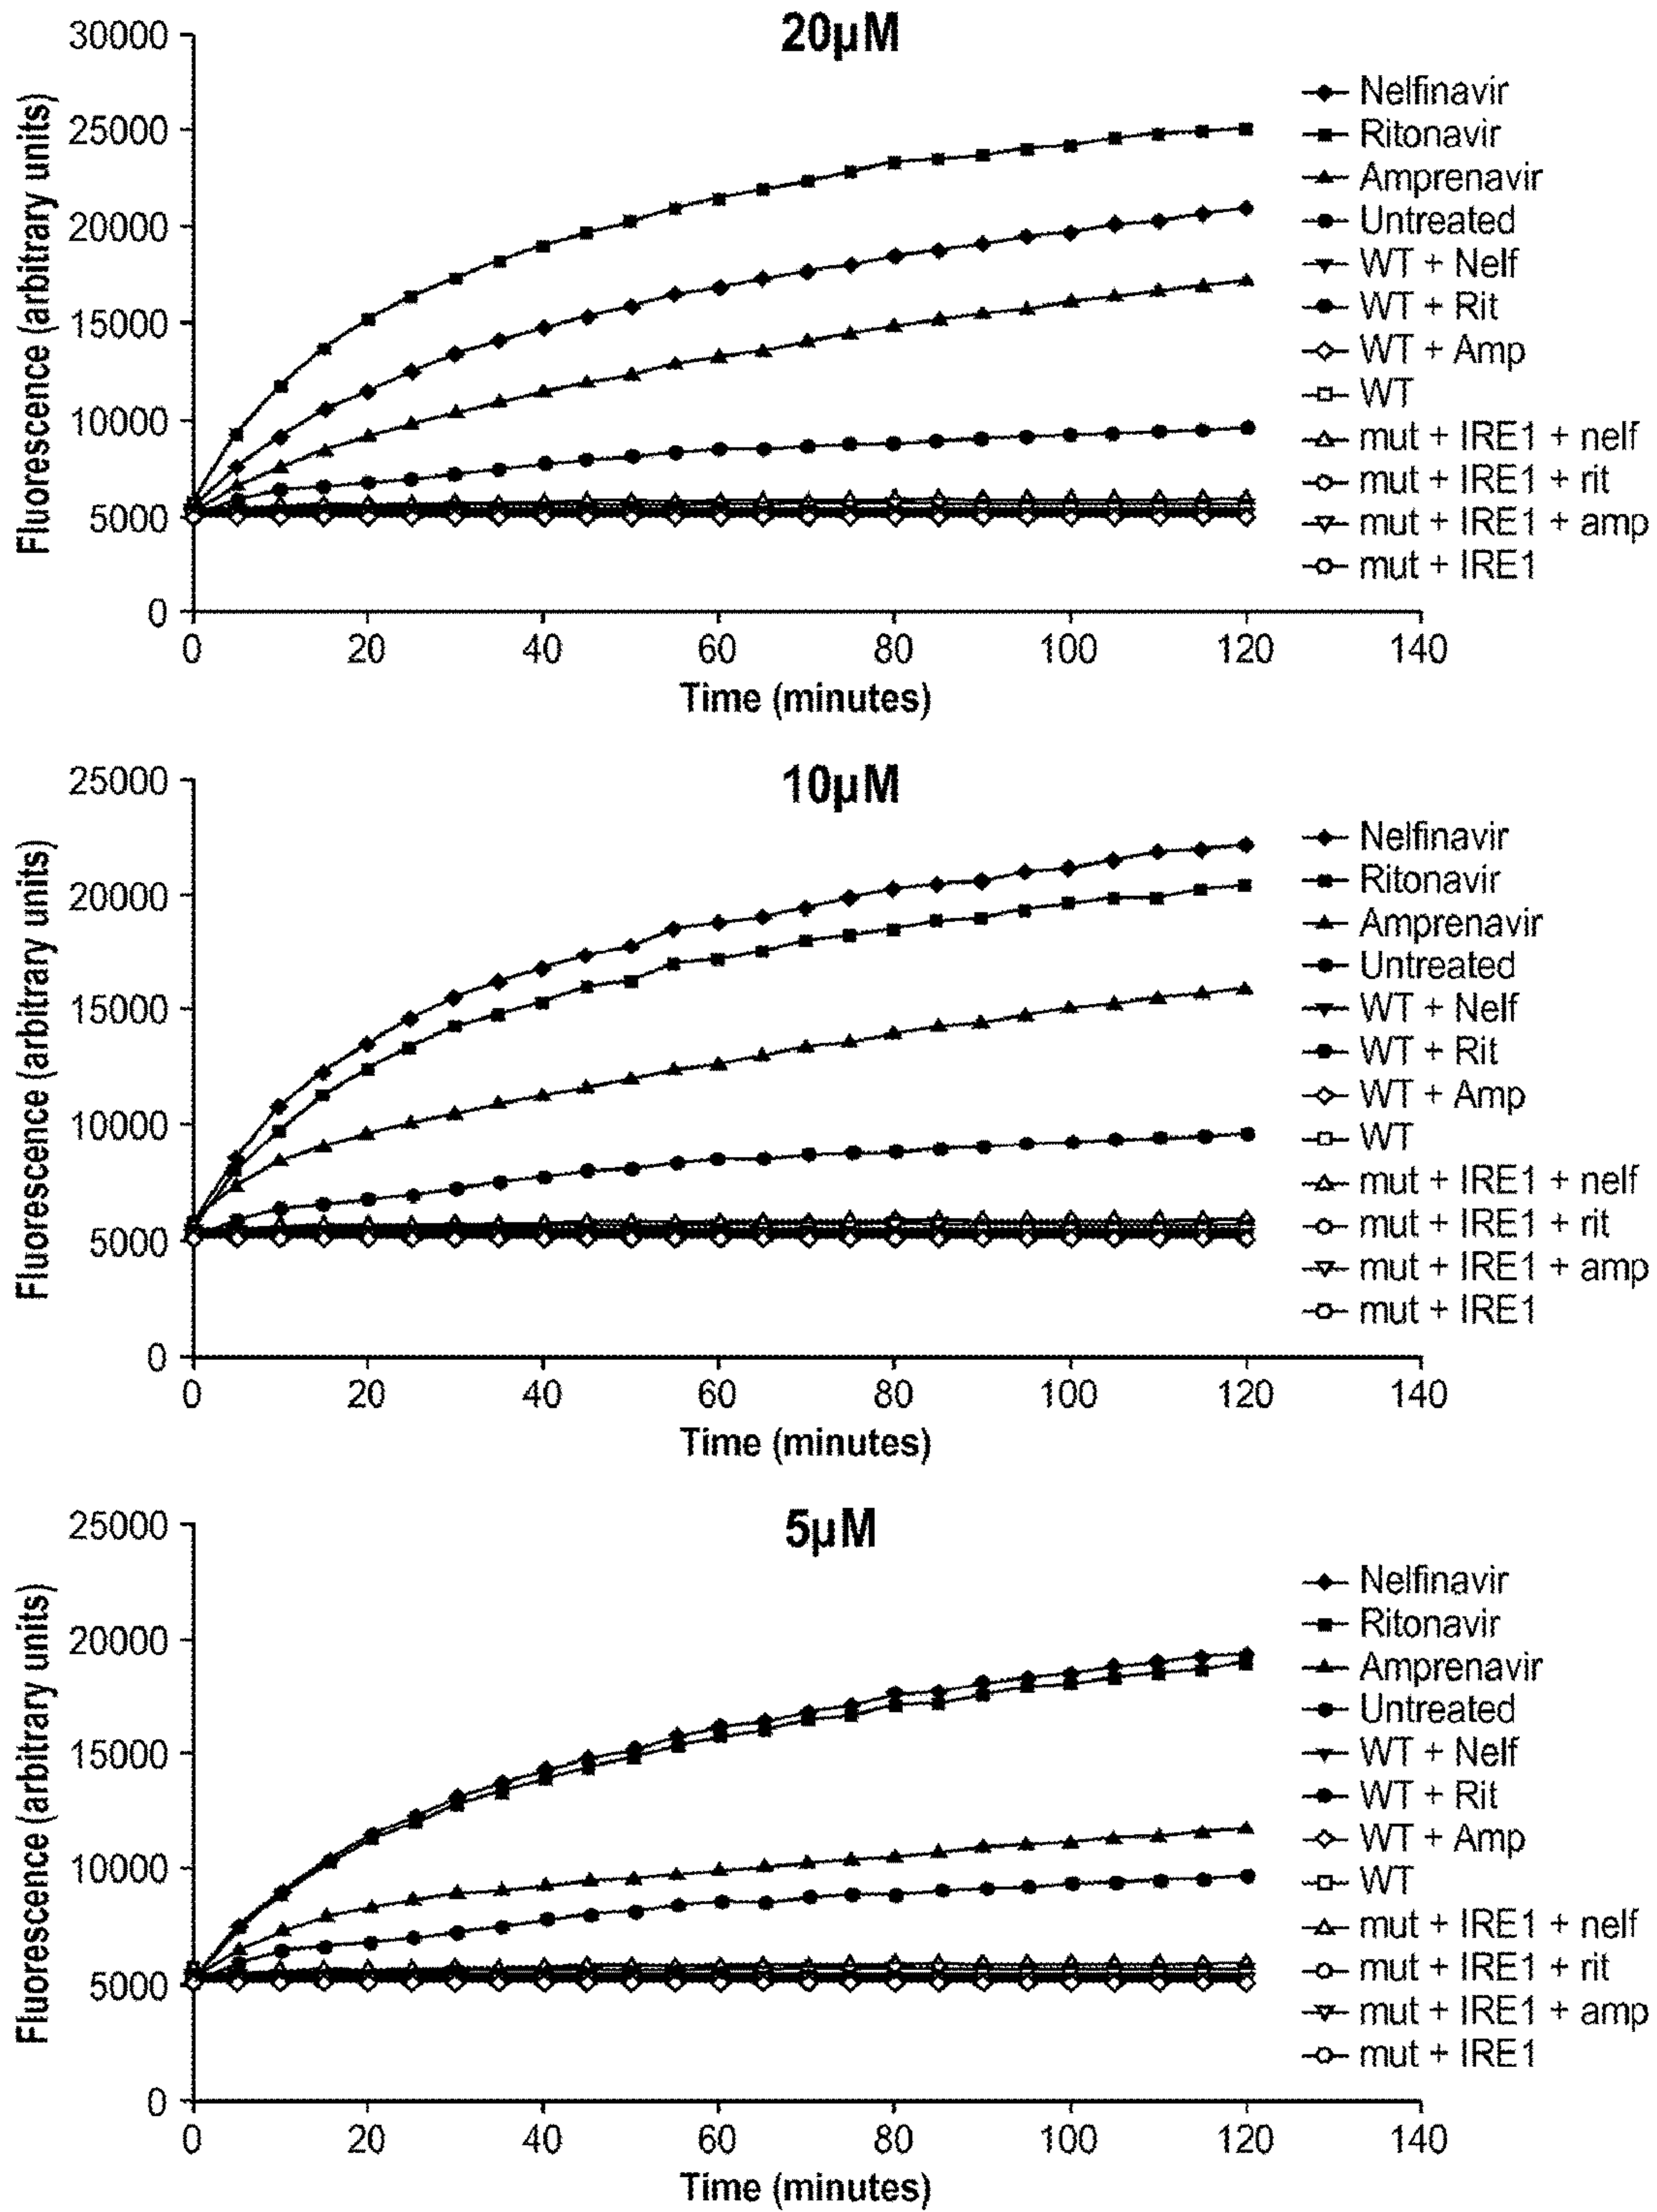 20µM
30000
25000
20000
15000
10000
5000
0
Fluorescence (arbitrary units)
0 20 40 60 80 100 120 140
Time (minutes)
Nelfinavir
Ritonavir
Amprenavir
Untreated
WT + Nelf
WT + Rit
WT + Amp
WT
mut + IRE1 + nelf
mut + IRE1 + rit
mut + IRE1 + amp
mut + IRE1
10µM
25000
20000
15000
10000
5000
0
Fluorescence (arbitrary units)
0 20 40 60 80 100 120 140
Time (minutes)
Nelfinavir
Ritonavir
Amprenavir
Untreated
WT + Nelf
WT + Rit
WT + Amp
WT
mut + IRE1 + nelf
mut + IRE1 + rit
mut + IRE1 + amp
mut + IRE1
5µM
25000
20000
15000
10000
5000
0
Fluorescence (arbitrary units)
0 20 40 60 80 100 120 140
Time (minutes)
Nelfinavir
Ritonavir
Amprenavir
Untreated
WT + Nelf
WT + Rit
WT + Amp
WT
mut + IRE1 + nelf
mut + IRE1 + rit
mut + IRE1 + amp
mut + IRE1